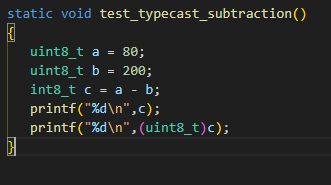 static void test_typecast_subtraction()
{
uint8_t a = 80;
uint8_t b = 200;
int8_t c = a - b;
printf("%d\n",c);
printf("%d\n",(uint8_t)c);
}